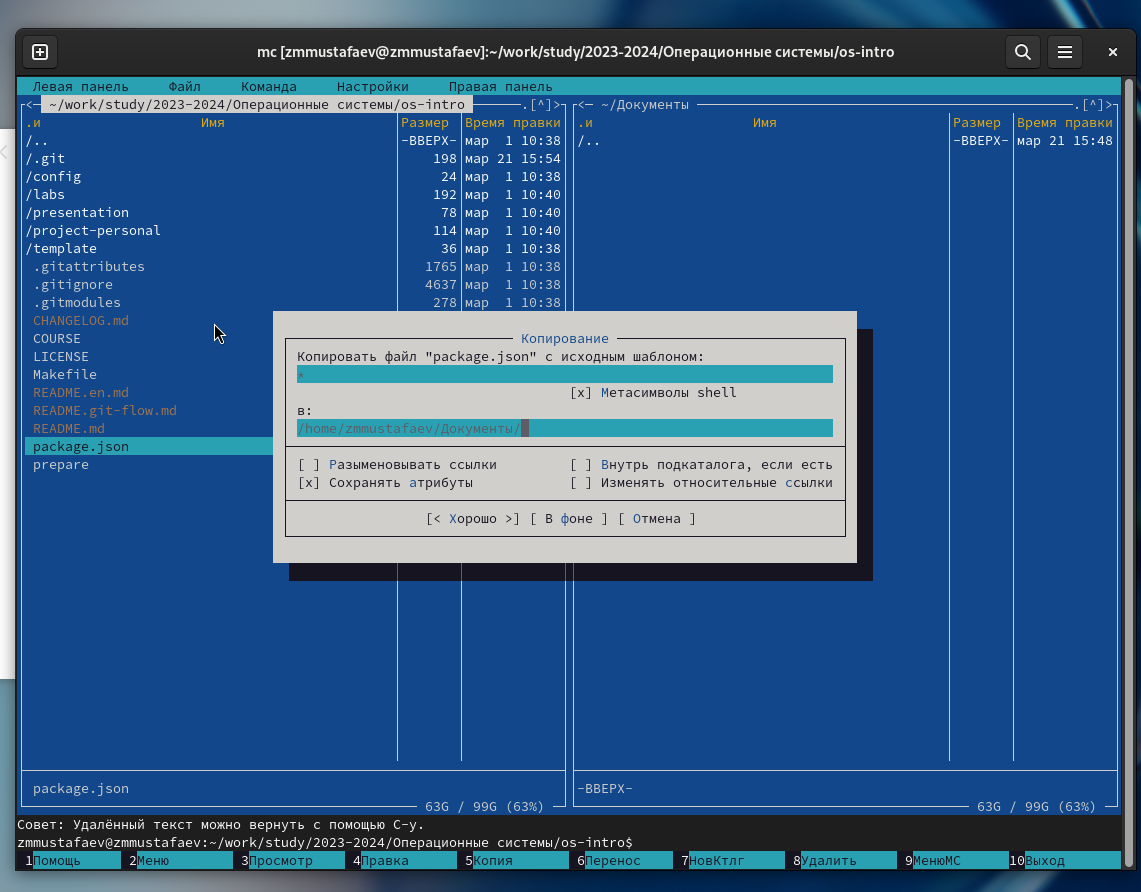 mc [zmmustafaev@zmmustafaev]:~/work/study/2023-2024/Операционные системы/os-intro
Левая панель Файл Команда Настройки Правая панель
<─ ~/work/study/2023-2024/Операционные системы/os-intro .[^]>
.и Имя Размер Время правки
/.. -ВВЕРХ- мар 1 10:38
/.git 198 мар 21 15:54
/config 24 мар 1 10:38
/labs 192 мар 1 10:40
/presentation 78 мар 1 10:40
/project-personal 114 мар 1 10:40
/template 36 мар 1 10:38
.gitattributes 1765 мар 1 10:38
.gitignore 4637 мар 1 10:38
.gitmodules 278 мар 1 10:38
CHANGELOG.md
COURSE
LICENSE
Makefile
README.en.md
README.git-flow.md
README.md
package.json
prepare
package.json
63G / 99G (63%)
<─ ~/Документы .[^]>
.и Имя Размер Время правки
/.. -ВВЕРХ- мар 21 15:48
-ВВЕРХ-
63G / 99G (63%)
Копирование
Копировать файл "package.json" с исходным шаблоном:
*
[x] Метасимволы shell
в:
/home/zmmustafaev/Документы/
[ ] Разыменовывать ссылки [ ] Внутрь подкаталога, если есть
[x] Сохранять атрибуты [ ] Изменять относительные ссылки
[< Хорошо >] [ В фоне ] [ Отмена ]
Совет: Удалённый текст можно вернуть с помощью C-y.
zmmustafaev@zmmustafaev:~/work/study/2023-2024/Операционные системы/os-intro$
1Помощь 2Меню 3Просмотр 4Правка 5Копия 6Перенос 7НовКтлг 8Удалить 9МенюМС 10Выход